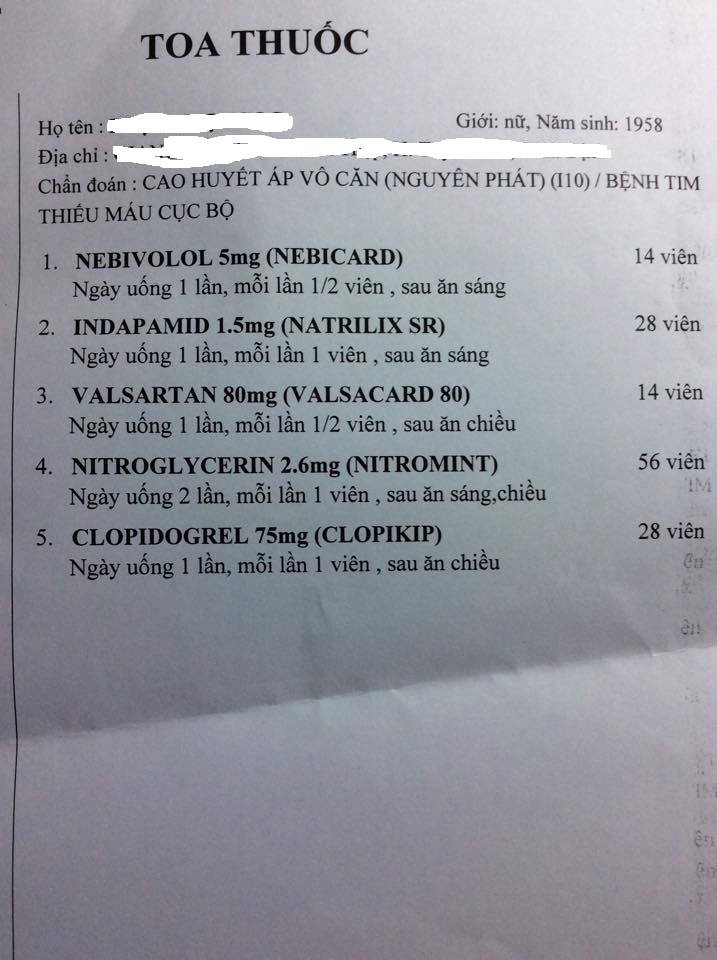 TOA THUỐC
Họ tên :
Giới: nữ, Năm sinh: 1958
Địa chỉ :
Chẩn đoán : CAO HUYẾT ÁP VÔ CĂN (NGUYÊN PHÁT) (I10) / BỆNH TIM
THIẾU MÁU CỤC BỘ
1. NEBIVOLOL 5mg (NEBICARD) 14 viên
Ngày uống 1 lần, mỗi lần 1/2 viên , sau ăn sáng
2. INDAPAMID 1.5mg (NATRILIX SR) 28 viên
Ngày uống 1 lần, mỗi lần 1 viên , sau ăn sáng
3. VALSARTAN 80mg (VALSACARD 80) 14 viên
Ngày uống 1 lần, mỗi lần 1/2 viên , sau ăn chiều
4. NITROGLYCERIN 2.6mg (NITROMINT) 56 viên
Ngày uống 2 lần, mỗi lần 1 viên , sau ăn sáng,chiều
5. CLOPIDOGREL 75mg (CLOPIKIP) 28 viên
Ngày uống 1 lần, mỗi lần 1 viên , sau ăn chiều